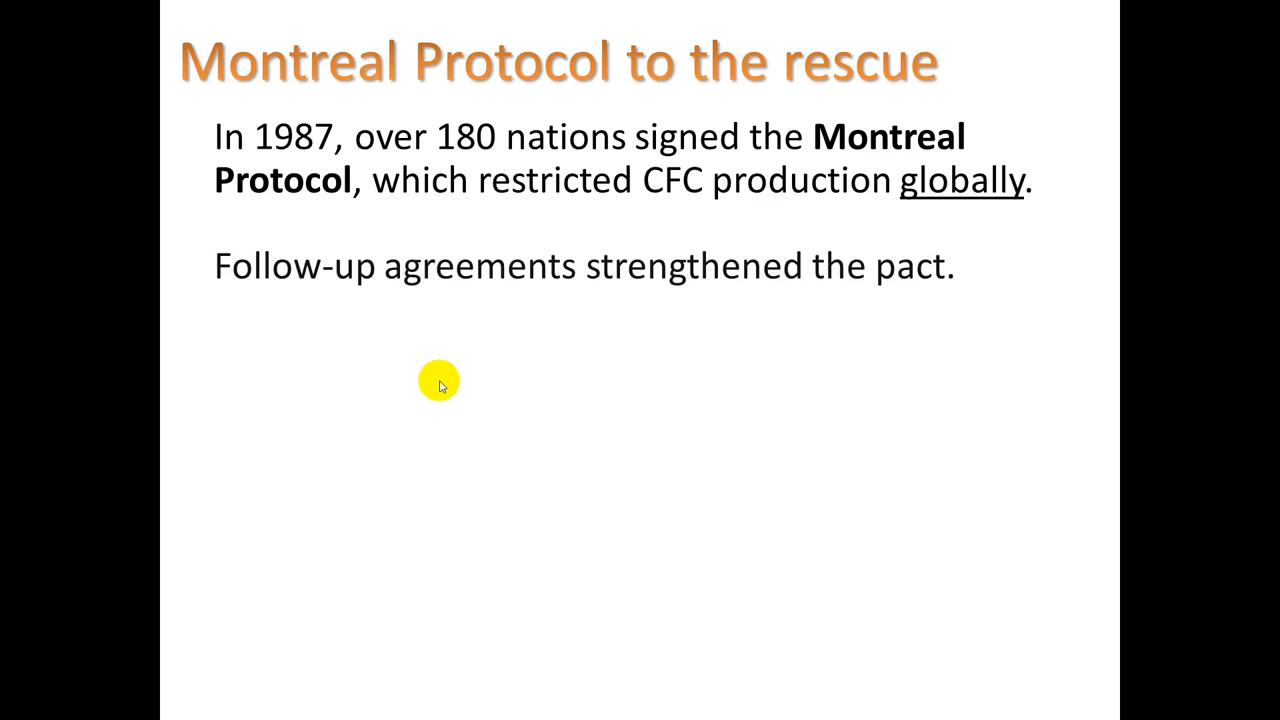 Montreal Protocol to the rescue
In 1987, over 180 nations signed the Montreal
Protocol, which restricted CFC production globally.
Follow-up agreements strengthened the pact.